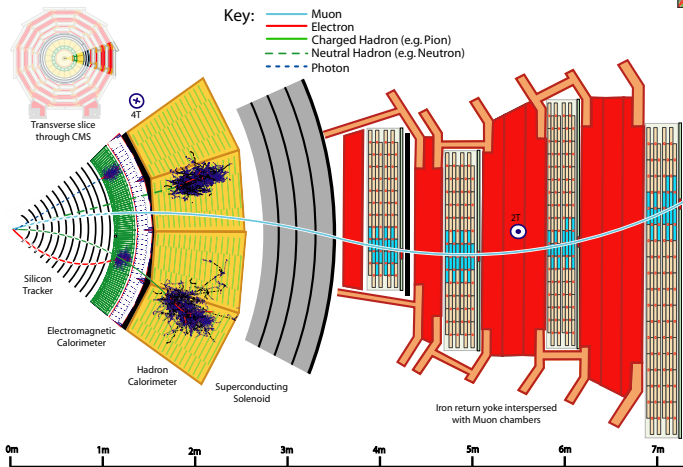 Key:
Muon
Electron
Charged Hadron (e.g. Pion)
Neutral Hadron (e.g. Neutron)
Photon
Transverse slice
through CMS
4T
2T
Silicon
Tracker
Electromagnetic
Calorimeter
Hadron
Calorimeter
Superconducting
Solenoid
Iron return yoke interspersed
with Muon chambers
0m
1m
2m
3m
4m
5m
6m
7m